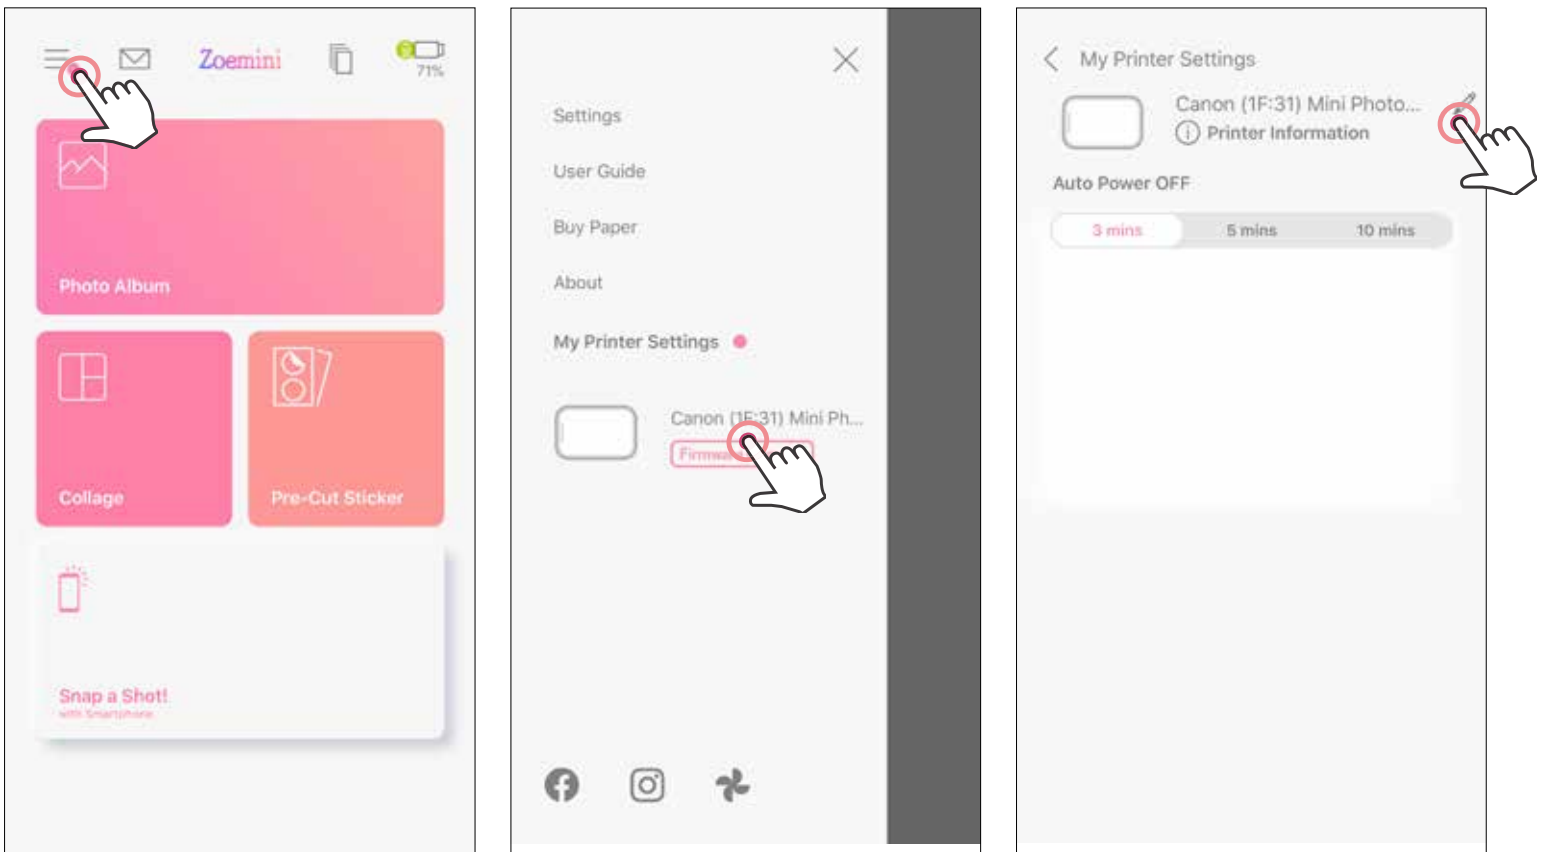 Zoemini
71%
Photo Album
Collage
Pre-Cut Sticker
Snap a Shot!
with Smartphone
Settings
User Guide
Buy Paper
About
My Printer Settings
Canon (1F:31) Mini Ph...
My Printer Settings
Canon (1F:31) Mini Photo...
Printer Information
Auto Power OFF
3 mins
5 mins
10 mins